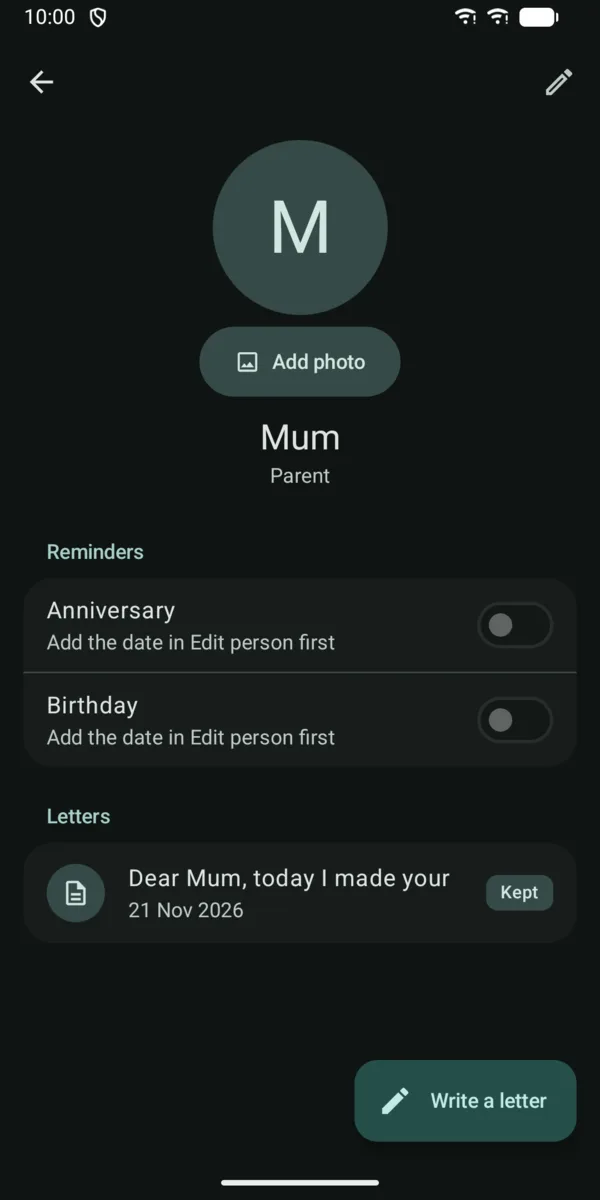 10:00
M
Add photo
Mum
Parent
Reminders
Anniversary
Add the date in Edit person first
Birthday
Add the date in Edit person first
Letters
Dear Mum, today I made your
21 Nov 2026
Kept
Write a letter